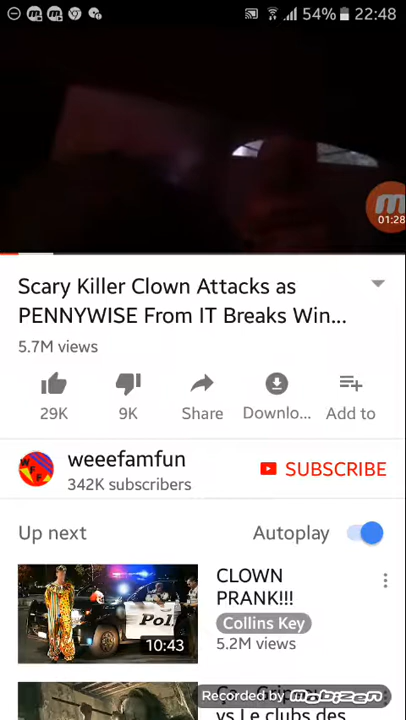 54% 22:48
01:28
Scary Killer Clown Attacks as
PENNYWISE From IT Breaks Win...
5.7M views
29K 9K Share Downlo... Add to
weeefamfun
342K subscribers
SUBSCRIBE
Up next Autoplay
CLOWN
PRANK!!!
Collins Key
5.2M views
Poli
10:43
Recorded by mobizen
vs Le clubs des